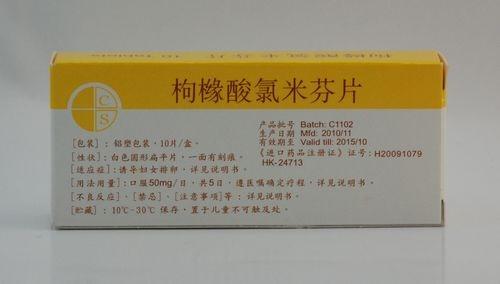 C
S
枸橼酸氯米芬片
产品批号 Batch: C1102
生产日期 Mfd: 2010/11
有效期至 Valid till: 2015/10
《进口药品注册证》证号: H20091079
HK-24713
[包装]: 铝塑包装, 10片/盒。
[性状]: 白色圆形扁平片, 一面有刻痕。
[适应症]: 诱导妇女排卵, 详见说明书。
[用法用量]: 口服50mg/日, 共5日, 遵医嘱确定疗程, 详见说明书。
[不良反应]、[禁忌]、[注意事项]等: 详见说明书。
[贮藏]: 10℃-30℃ 保存, 置于儿童不可触及处。